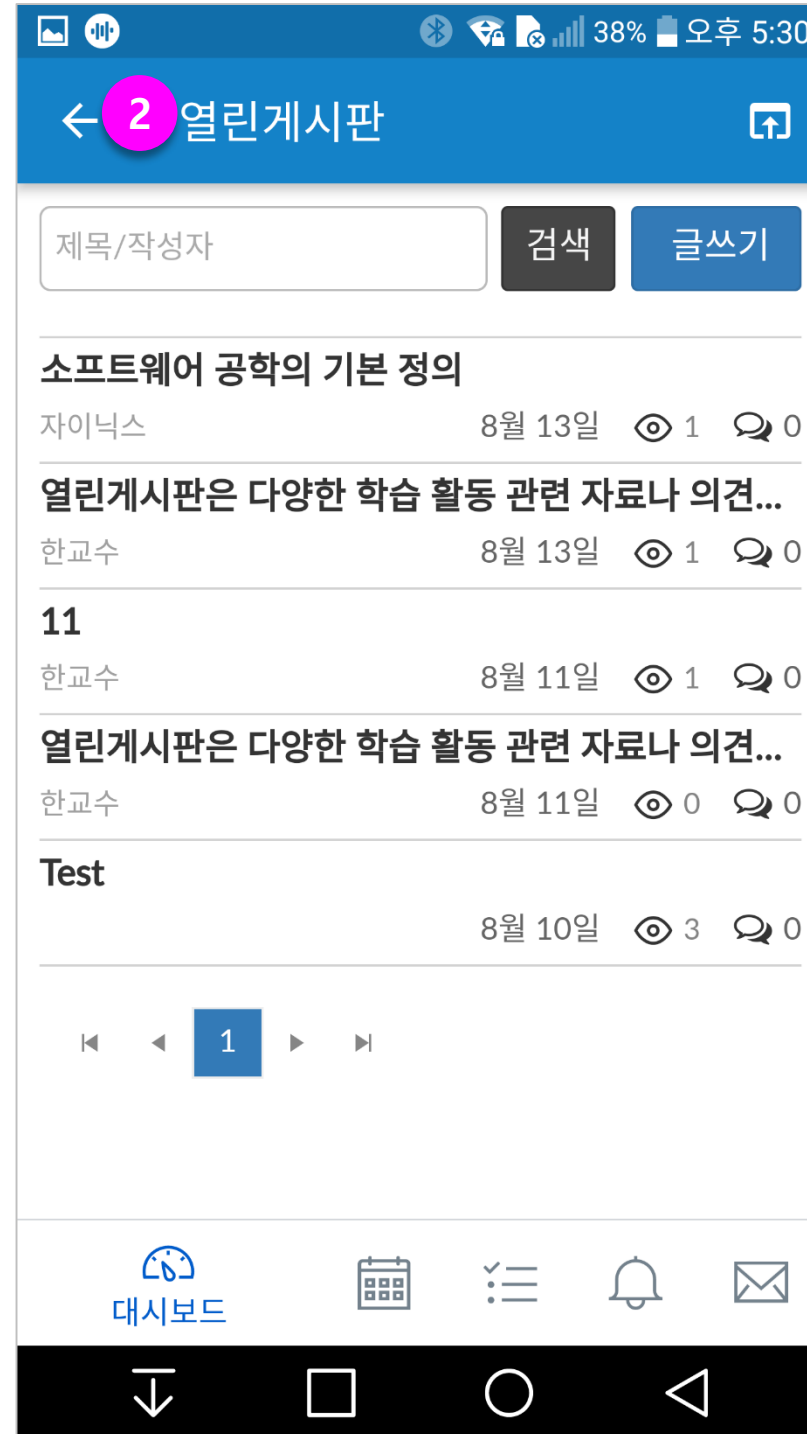 38% 오후 5:30
2 열린게시판
제목/작성자 검색 글쓰기
소프트웨어 공학의 기본 정의
자이닉스 8월 13일 1 0
열린게시판은 다양한 학습 활동 관련 자료나 의견...
한교수 8월 13일 1 0
11
한교수 8월 11일 1 0
열린게시판은 다양한 학습 활동 관련 자료나 의견...
한교수 8월 11일 0 0
Test
8월 10일 3 0
1
대시보드